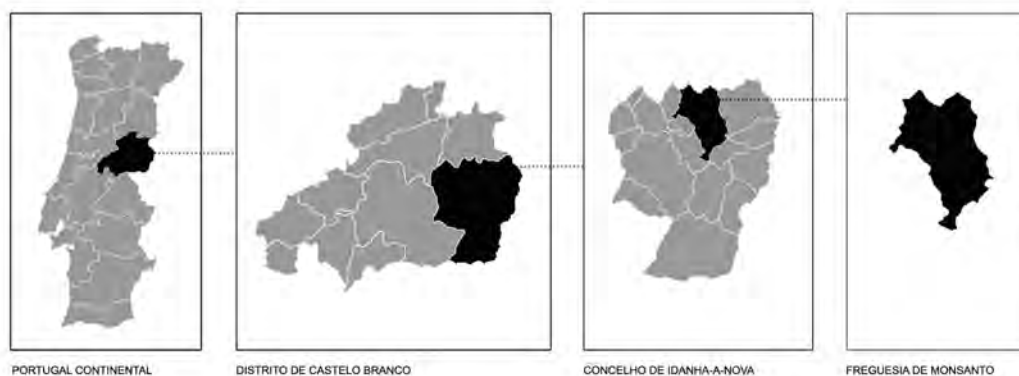 PORTUGAL CONTINENTAL
DISTRITO DE CASTELO BRANCO
CONCELHO DE IDANHA-A-NOVA
FREGUESIA DE MONSANTO